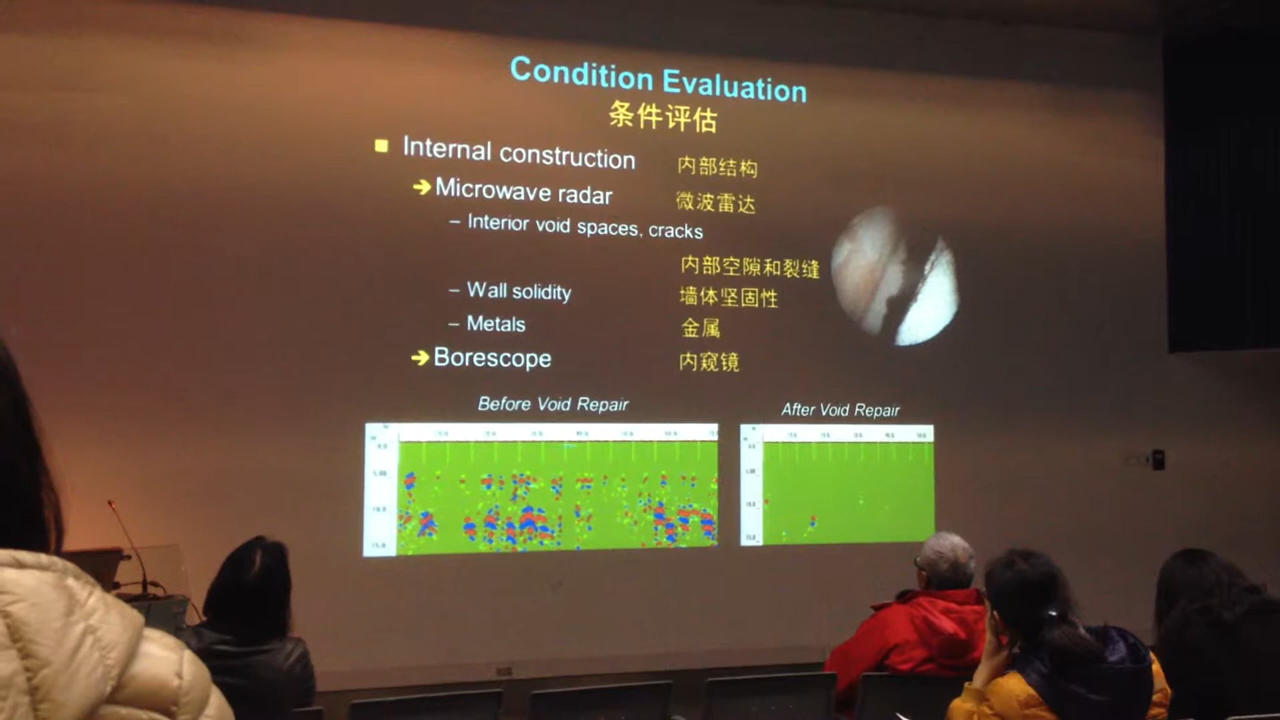 Condition Evaluation
条件评估
Internal construction 内部结构
Microwave radar 微波雷达
– Interior void spaces, cracks
内部空隙和裂缝
– Wall solidity 墙体坚固性
– Metals 金属
Borescope 内窥镜
Before Void Repair
After Void Repair